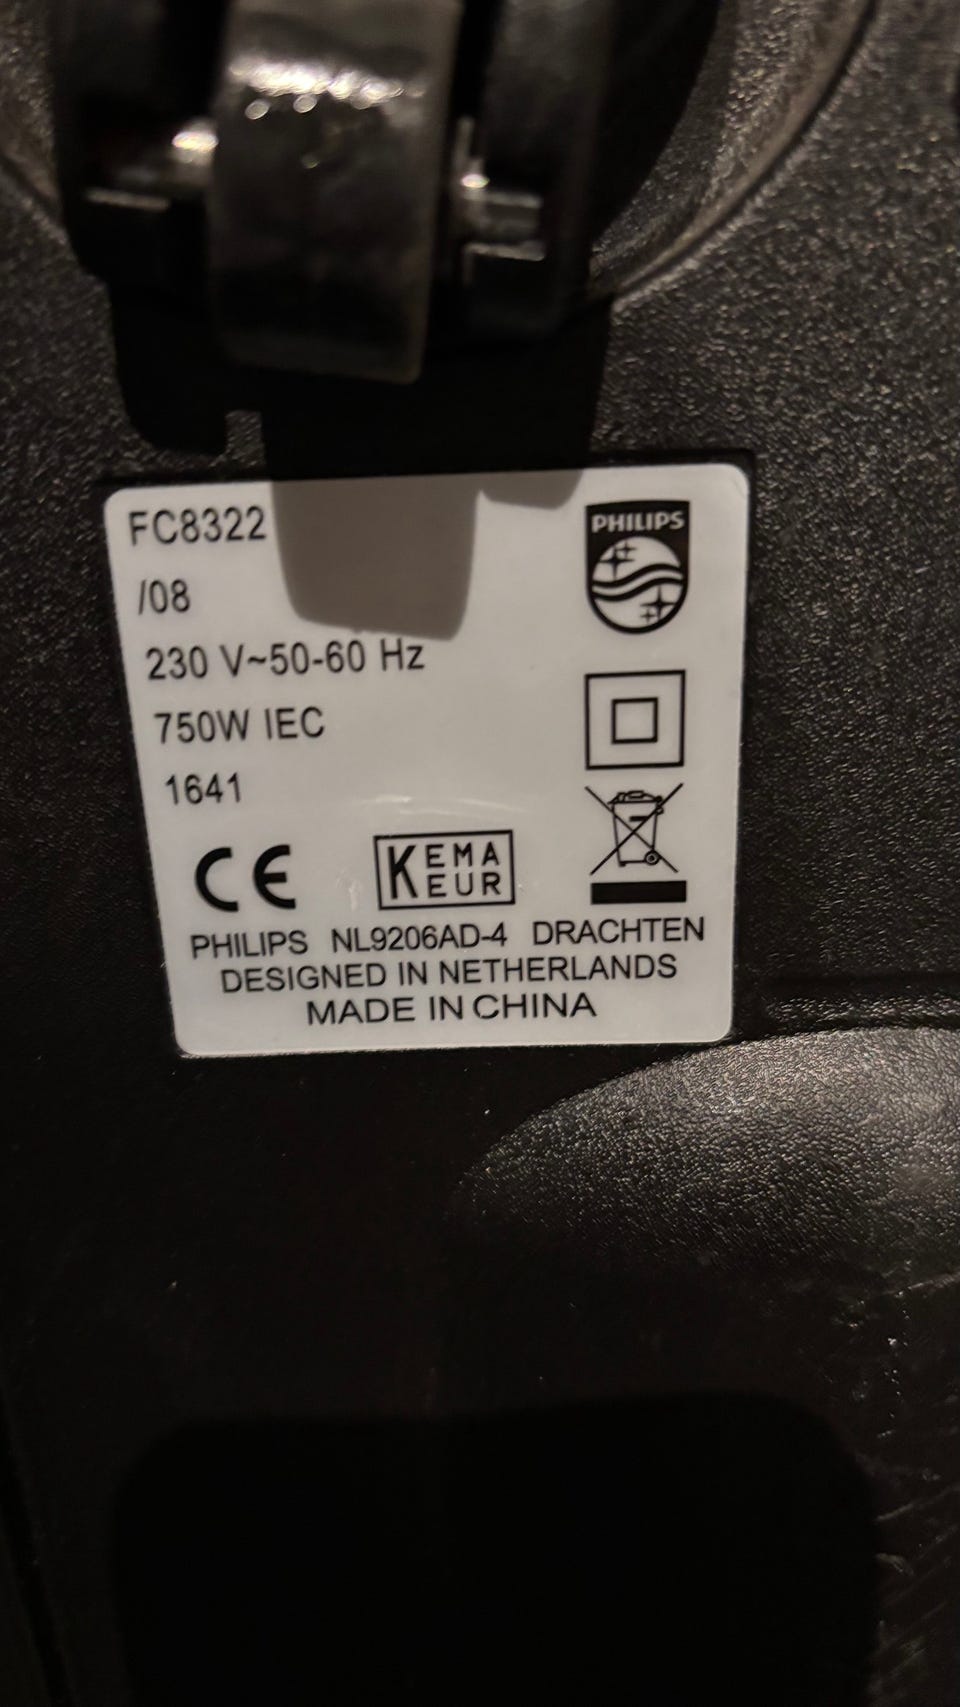 FC8322
PHILIPS
/08
230 V~50-60 Hz
750W IEC
1641
CE
KEMA
EUR
PHILIPS NL9206AD-4 DRACHTEN
DESIGNED IN NETHERLANDS
MADE IN CHINA